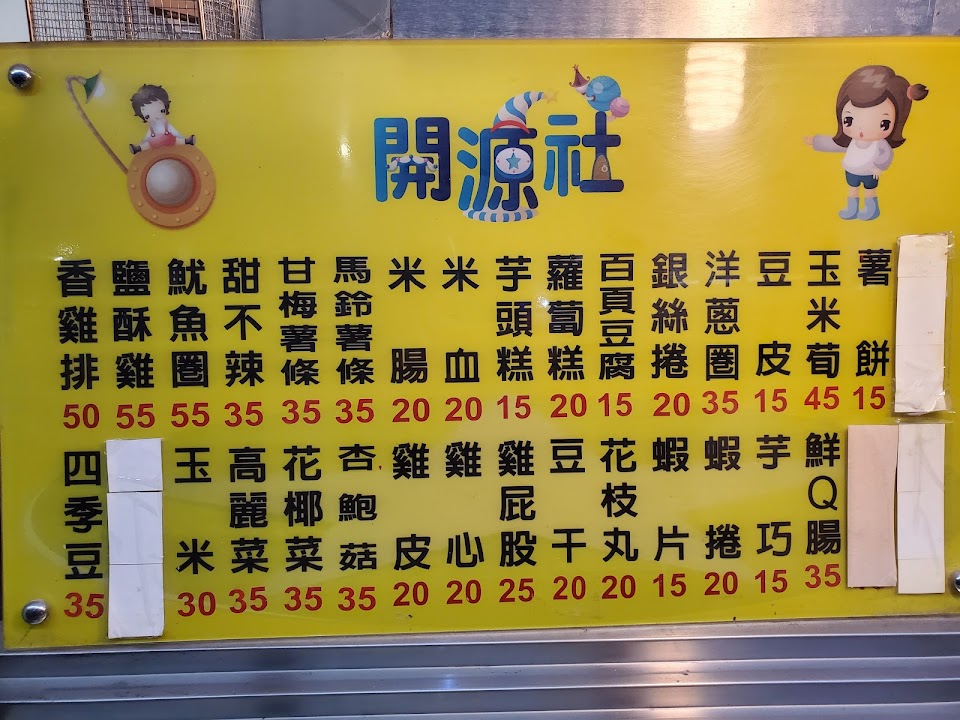 開源社
香雞排 50
鹽酥雞 55
魷魚圈 55
甜不辣 35
甘梅薯條 35
馬鈴薯條 35
米腸 20
米血 20
芋頭糕 15
蘿蔔糕 20
百頁豆腐 15
銀絲捲 20
洋蔥圈 35
豆皮 15
玉米荀 45
薯餅 15
四季豆 35
玉米 30
高麗菜 35
花椰菜 35
杏鮑菇 35
雞皮 20
雞心 20
雞屁股 25
豆干 20
花枝丸 20
蝦片 15
蝦捲 20
芋巧 15
鮮Q腸 35